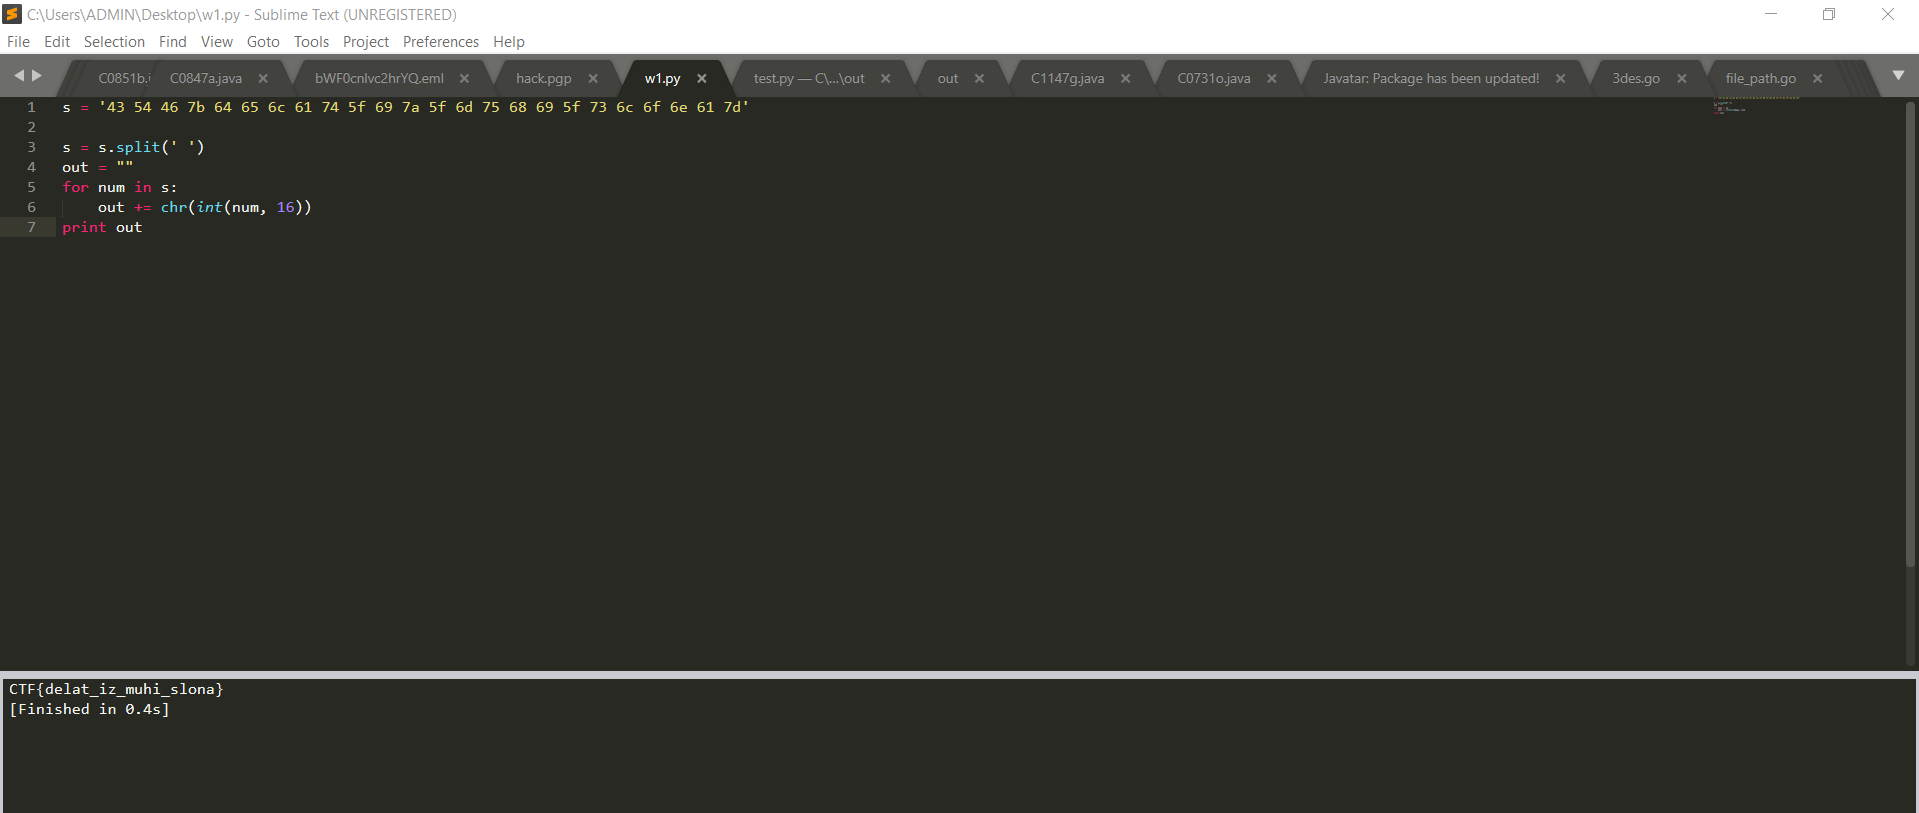 C:\Users\ADMIN\Desktop\w1.py - Sublime Text (UNREGISTERED)
File Edit Selection Find View Goto Tools Project Preferences Help
C0851b.i C0847a.java bWF0cnlvc2hrYQ.eml hack.pgp w1.py test.py — C\...\out out C1147g.java C0731o.java Javatar: Package has been updated! 3des.go file_path.go
1 s = '43 54 46 7b 64 65 6c 61 74 5f 69 7a 5f 6d 75 68 69 5f 73 6c 6f 6e 61 7d'
2
3 s = s.split(' ')
4 out = ""
5 for num in s:
6     out += chr(int(num, 16))
7 print out
CTF{delat_iz_muhi_slona}
[Finished in 0.4s]